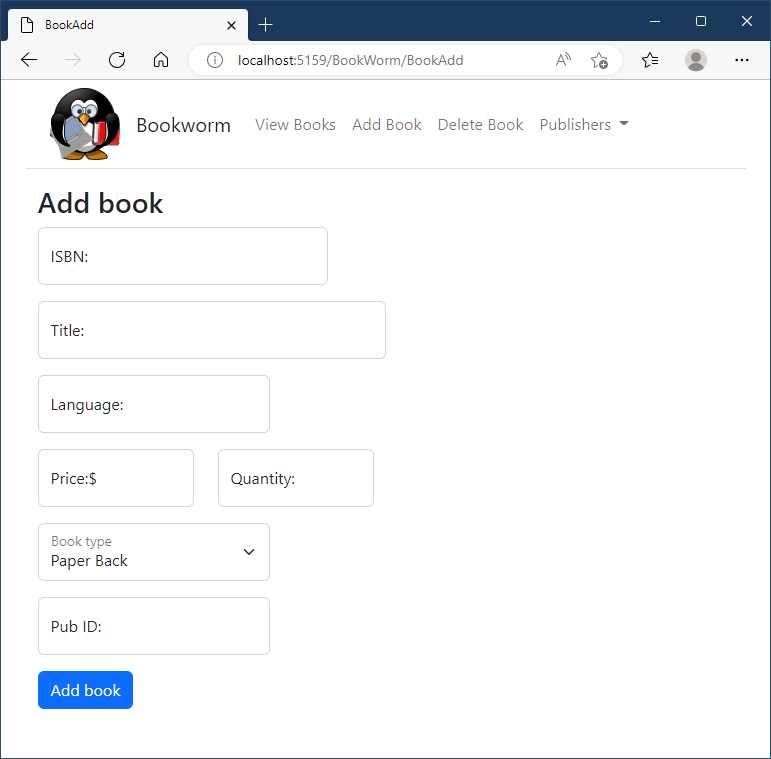 BookAdd
localhost:5159/BookWorm/BookAdd
Bookworm View Books Add Book Delete Book Publishers
Add book
ISBN:
Title:
Language:
Price:$ Quantity:
Book type
Paper Back
Pub ID:
Add book